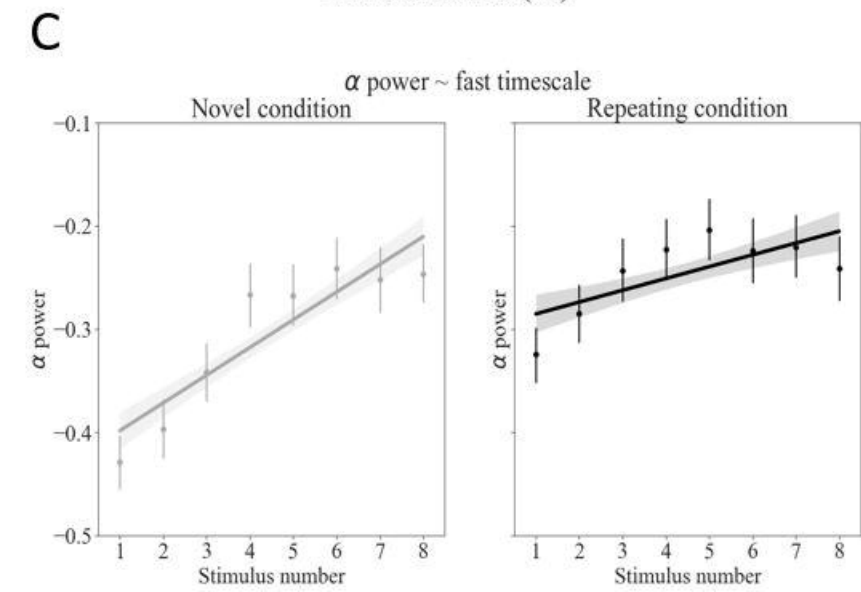 C
α power ~ fast timescale
Novel condition
Repeating condition
−0.1
−0.2
−0.3
−0.4
−0.5
α power
α power
1 2 3 4 5 6 7 8
1 2 3 4 5 6 7 8
Stimulus number
Stimulus number